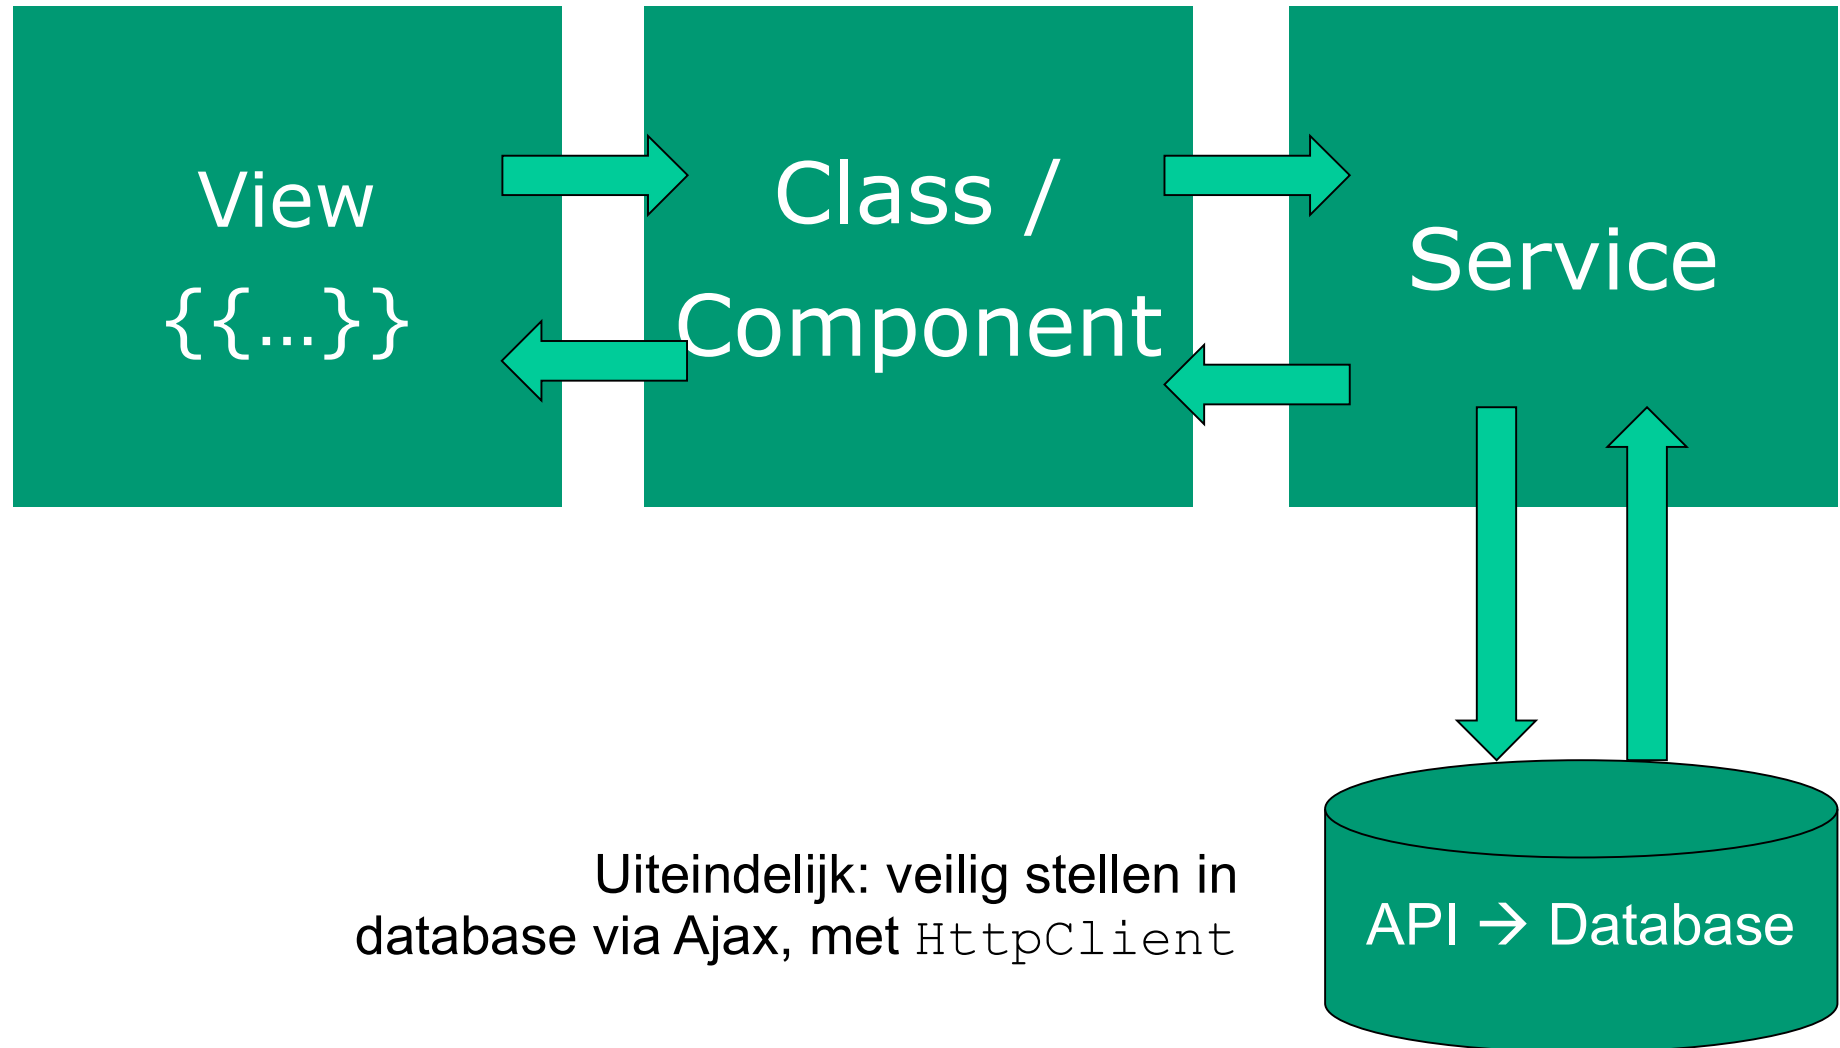 View
{{…}}
Class /
Component
Service
Uiteindelijk: veilig stellen in
database via Ajax, met HttpClient
API → Database